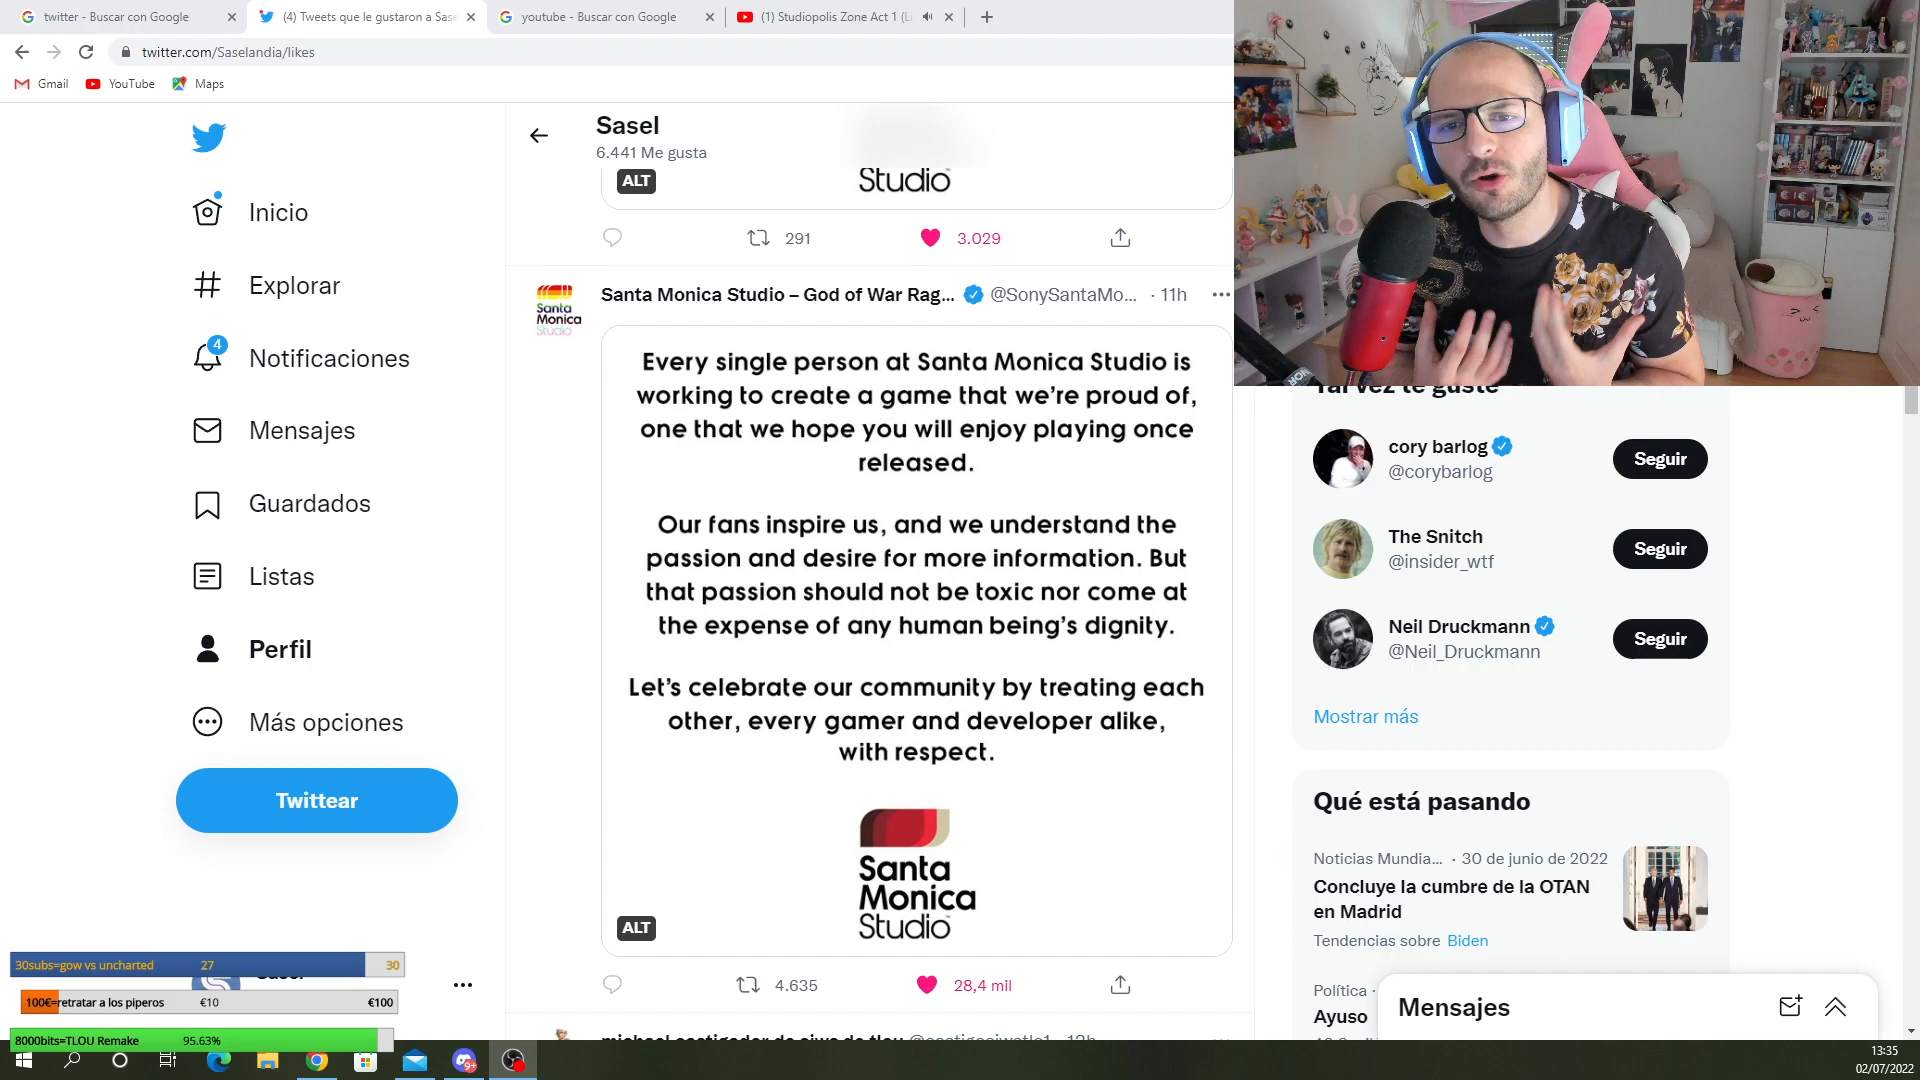 twitter - Buscar con Google
(4) Tweets que le gustaron a Sase
youtube - Buscar con Google
(1) Studiopolis Zone Act 1 (L
twitter.com/Saselandia/likes
Gmail
YouTube
Maps
Sasel
6.441 Me gusta
ALT
Studio
291
3.029
Inicio
Explorar
4
Notificaciones
Mensajes
Guardados
Listas
Perfil
Más opciones
Twittear
Santa Monica Studio – God of War Rag... @SonySantaMo... · 11h
Santa
Monica
Studio
Every single person at Santa Monica Studio is
working to create a game that we're proud of,
one that we hope you will enjoy playing once
released.
Our fans inspire us, and we understand the
passion and desire for more information. But
that passion should not be toxic nor come at
the expense of any human being's dignity.
Let's celebrate our community by treating each
other, every gamer and developer alike,
with respect.
Santa
Monica
Studio
ALT
4.635
28,4 mil
Tal vez te guste
cory barlog
@corybarlog
Seguir
The Snitch
@insider_wtf
Seguir
Neil Druckmann
@Neil_Druckmann
Seguir
Mostrar más
Qué está pasando
Noticias Mundia... · 30 de junio de 2022
Concluye la cumbre de la OTAN
en Madrid
Tendencias sobre Biden
Política ·
Ayuso
Mensajes
30subs=gow vs uncharted 27 30
Sasel
100€=retratar a los piperos €10 €100
8000bits=TLOU Remake 95.63%
9+
13:35
02/07/2022